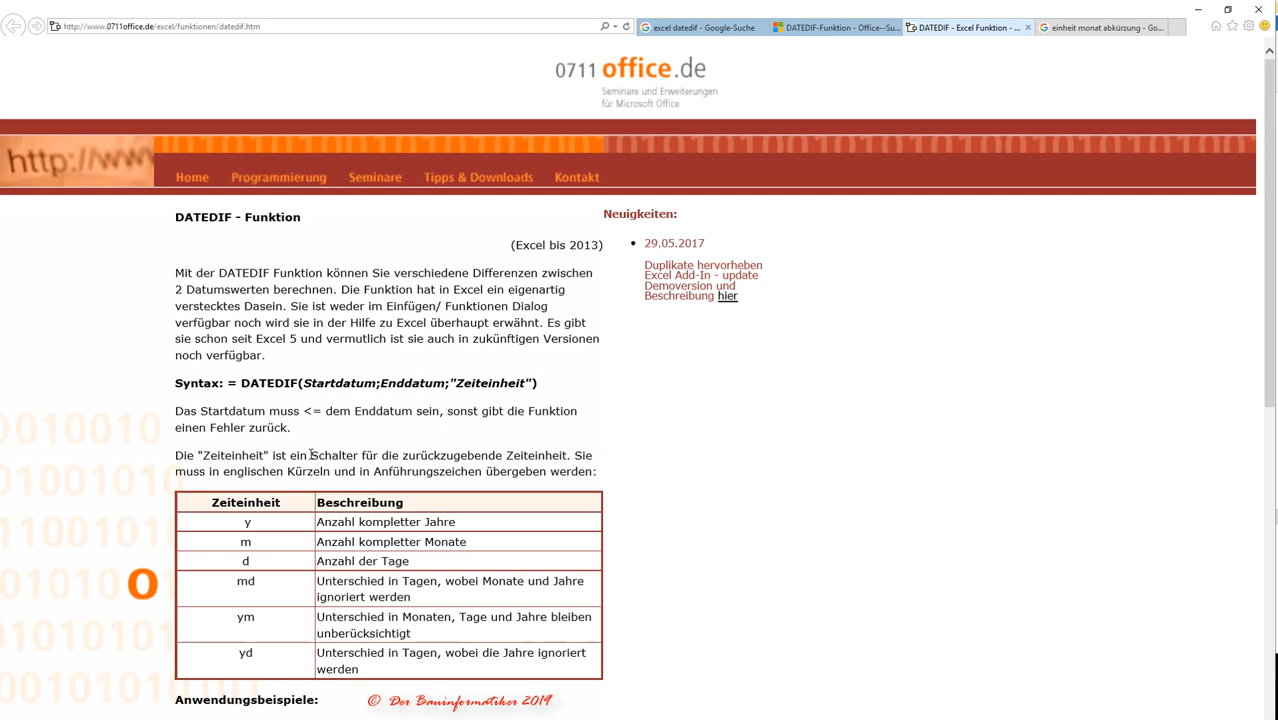 http://www.0711office.de/excel/funktionen/datedif.htm
excel datedif - Google-Suche
DATEDIF-Funktion - Office--Su...
DATEDIF - Excel Funktion - ...
einheit monat abkürzung - Go...
0711 office.de
Seminare und Erweiterungen
für Microsoft Office
http://www
Home Programmierung Seminare Tipps & Downloads Kontakt
DATEDIF - Funktion
(Excel bis 2013)
Mit der DATEDIF Funktion können Sie verschiedene Differenzen zwischen
2 Datumswerten berechnen. Die Funktion hat in Excel ein eigenartig
verstecktes Dasein. Sie ist weder im Einfügen/ Funktionen Dialog
verfügbar noch wird sie in der Hilfe zu Excel überhaupt erwähnt. Es gibt
sie schon seit Excel 5 und vermutlich ist sie auch in zukünftigen Versionen
noch verfügbar.
Syntax: = DATEDIF(Startdatum;Enddatum;"Zeiteinheit")
Das Startdatum muss <= dem Enddatum sein, sonst gibt die Funktion
einen Fehler zurück.
Die "Zeiteinheit" ist ein Schalter für die zurückzugebende Zeiteinheit. Sie
muss in englischen Kürzeln und in Anführungszeichen übergeben werden:
Zeiteinheit Beschreibung
y Anzahl kompletter Jahre
m Anzahl kompletter Monate
d Anzahl der Tage
md Unterschied in Tagen, wobei Monate und Jahre
ignoriert werden
ym Unterschied in Monaten, Tage und Jahre bleiben
unberücksichtigt
yd Unterschied in Tagen, wobei die Jahre ignoriert
werden
Anwendungsbeispiele:
Neuigkeiten:
29.05.2017
Duplikate hervorheben
Excel Add-In - update
Demoversion und
Beschreibung hier
© Der Bauinformatiker 2019